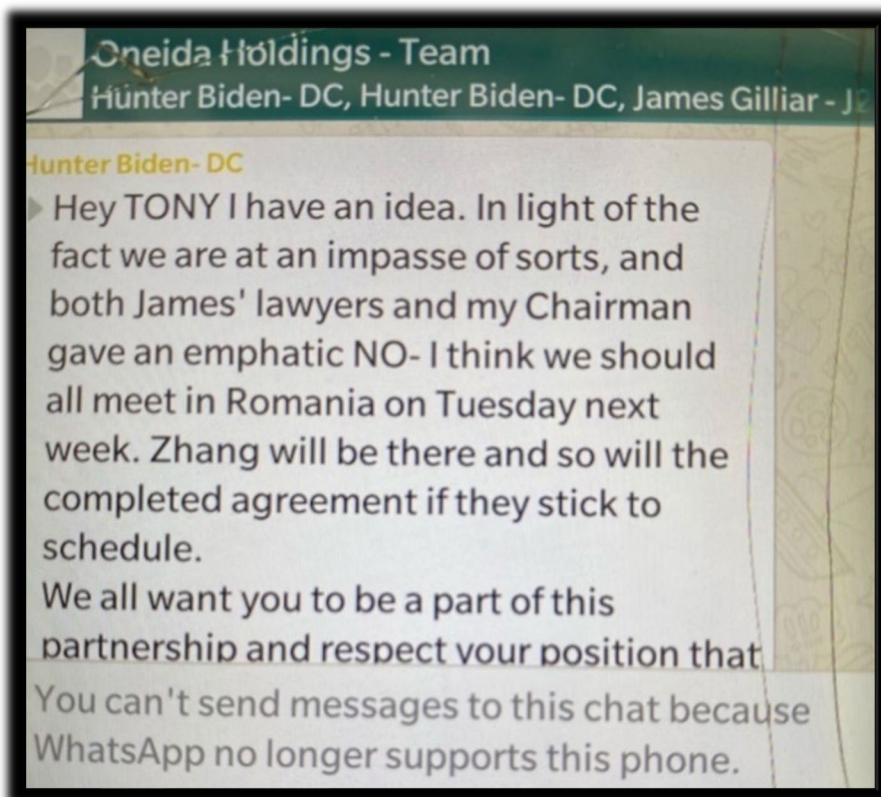 Oneida Holdings - Team
Hunter Biden- DC, Hunter Biden- DC, James Gilliar - J2
Hunter Biden- DC
Hey TONY I have an idea. In light of the
fact we are at an impasse of sorts, and
both James' lawyers and my Chairman
gave an emphatic NO- I think we should
all meet in Romania on Tuesday next
week. Zhang will be there and so will the
completed agreement if they stick to
schedule.
We all want you to be a part of this
partnership and respect your position that
You can't send messages to this chat because
WhatsApp no longer supports this phone.